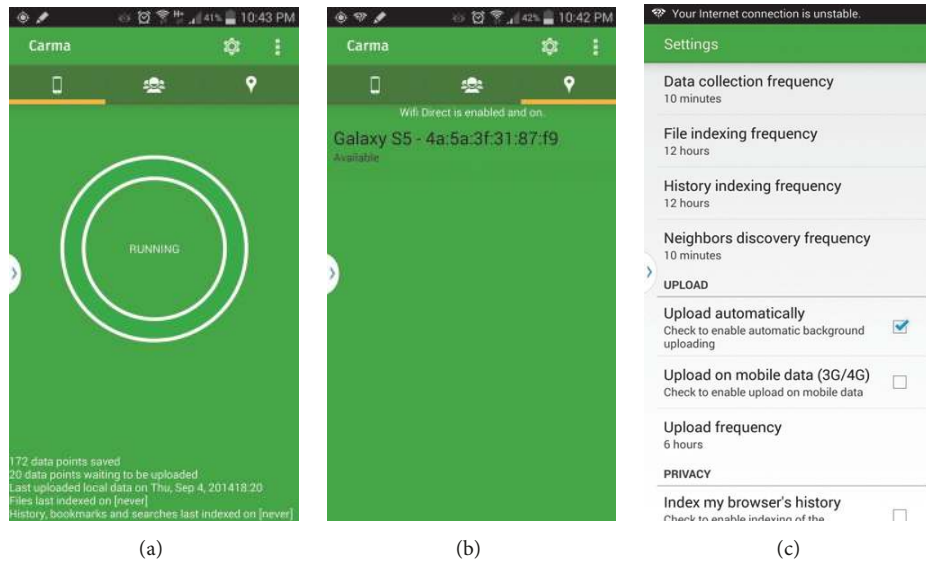 41% 10:43 PM
Carma
RUNNING
172 data points saved
20 data points waiting to be uploaded
Last uploaded local data on Thu, Sep 4, 201418:20
Files last indexed on [never]
History, bookmarks and searches last indexed on [never]
(a)
42% 10:42 PM
Carma
Wifi Direct is enabled and on.
Galaxy S5 - 4a:5a:3f:31:87:f9
Available
(b)
Your Internet connection is unstable.
Settings
Data collection frequency
10 minutes
File indexing frequency
12 hours
History indexing frequency
12 hours
Neighbors discovery frequency
10 minutes
UPLOAD
Upload automatically
Check to enable automatic background
uploading
Upload on mobile data (3G/4G)
Check to enable upload on mobile data
Upload frequency
6 hours
PRIVACY
Index my browser's history
Check to enable indexing of the
(c)